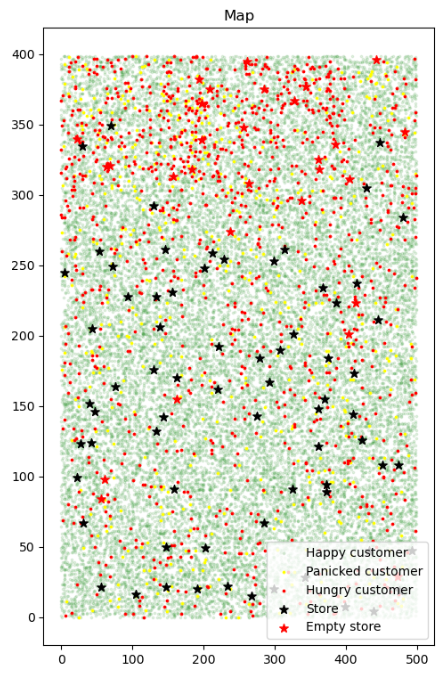 Map
400
350
300
250
200
150
100
50
0
0
100
200
300
400
500
Happy customer
Panicked customer
Hungry customer
Store
Empty store